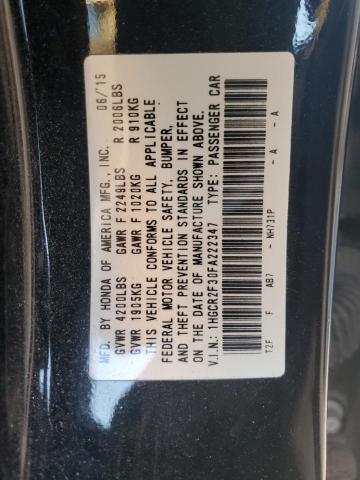 MFD. BY HONDA OF AMERICA MFG., INC. 06/'15
GVWR 4200LBS GAWR F 2249LBS R 2006LBS
GVWR 1905KG GAWR F 1020KG R 910KG
THIS VEHICLE CONFORMS TO ALL APPLICABLE
FEDERAL MOTOR VEHICLE SAFETY, BUMPER,
AND THEFT PREVENTION STANDARDS IN EFFECT
ON THE DATE OF MANUFACTURE SHOWN ABOVE.
V.I.N.:1HGCR2F30FA222347 TYPE: PASSENGER CAR
T2F F AB7 - NH731P - A - A